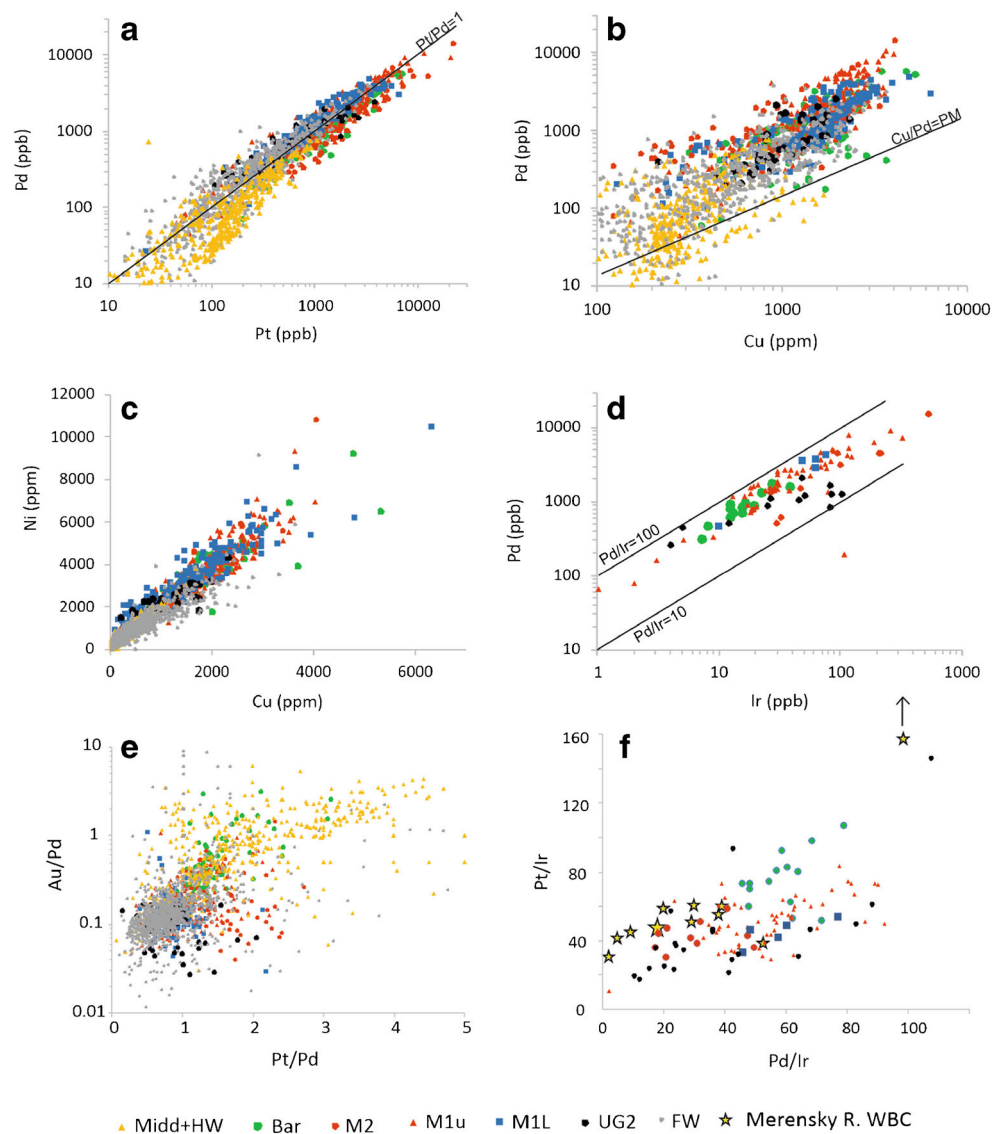 a
Pd (ppb)
10000
1000
100
10
10 100 1000 10000
Pt (ppb)
Pt/Pd=1
b
Pd (ppb)
10000
1000
100
10
100 1000 10000
Cu (ppm)
Cu/Pd=PM
c
Ni (ppm)
12000
10000
8000
6000
4000
2000
0
0 2000 4000 6000
Cu (ppm)
d
Pd (ppb)
10000
1000
100
10
1 10 100 1000
Ir (ppb)
Pd/Ir=100
Pd/Ir=10
e
Au/Pd
10
1
0.1
0.01
0 1 2 3 4 5
Pt/Pd
f
Pt/Ir
160
120
80
40
0
0 20 40 60 80 100 120
Pd/Ir
Midd+HW Bar M2 M1u M1L UG2 FW Merensky R. WBC